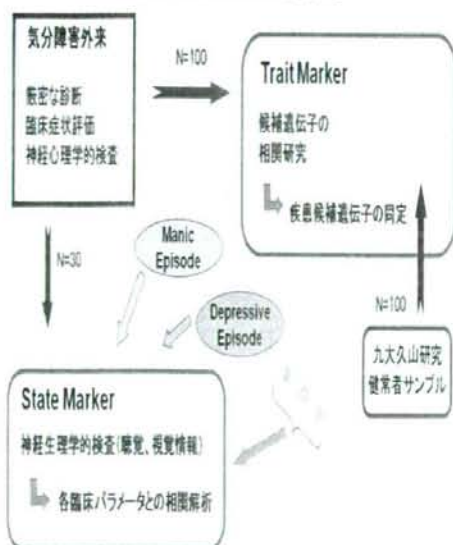 気分障害外来
厳密な診断
臨床症状評価
神経心理学的検査
N=100
Trait Marker
候補遺伝子の
相関研究
疾患候補遺伝子の同定
N=30
Manic
Episode
Depressive
Episode
N=100
九大久山研究
健常者サンプル
State Marker
神経生理学的検査(聴覚、視覚情報)
各臨床パラメータとの相関解析